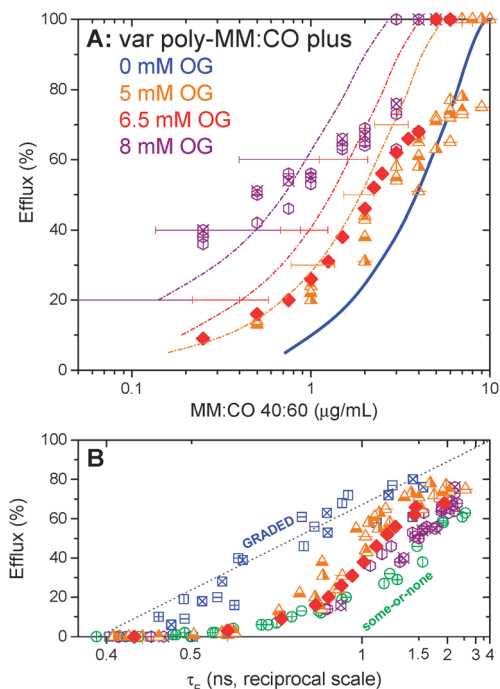 A: var poly-MM:CO plus
0 mM OG
5 mM OG
6.5 mM OG
8 mM OG
Efflux (%)
100
80
60
40
20
0
0.1 1 10
MM:CO 40:60 (μg/mL)
B
GRADED
some-or-none
Efflux (%)
100
80
60
40
20
0
0.4 0.5 1 1.5 2 2.5 3 4
τF (ns, reciprocal scale)